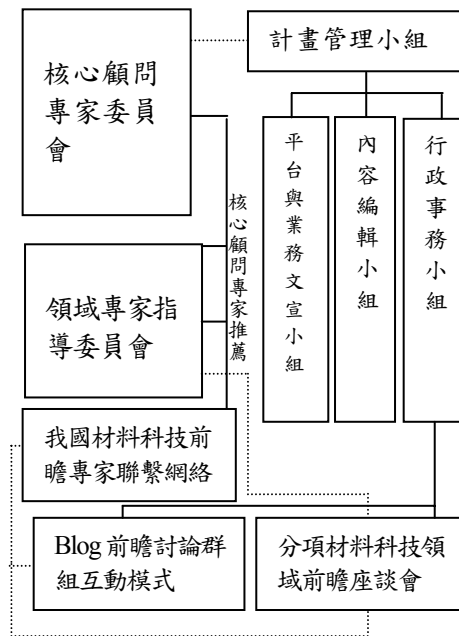 核心顧問
專家委員
會
計畫管理小組
平台與業務文宣小組
內容編輯小組
行政事務小組
核心顧問專家推薦
領域專家指
導委員會
我國材料科技前
瞻專家聯繫網絡
Blog 前瞻討論群
組互動模式
分項材料科技領
域前瞻座談會